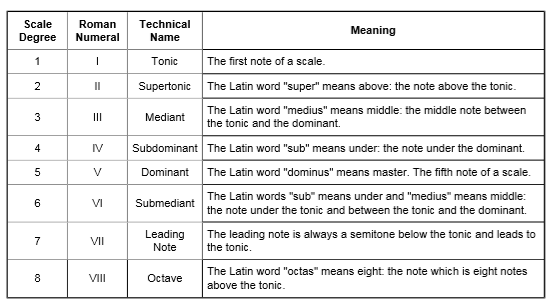 Scale Degree Roman Numeral Technical Name Meaning
1 I Tonic The first note of a scale.
2 II Supertonic The Latin word "super" means above: the note above the tonic.
3 III Mediant The Latin word "medius" means middle: the middle note between
the tonic and the dominant.
4 IV Subdominant The Latin word "sub" means under: the note under the dominant.
5 V Dominant The Latin word "dominus" means master. The fifth note of a scale.
6 VI Submediant The Latin words "sub" means under and "medius" means middle:
the note under the tonic and between the tonic and the dominant.
7 VII Leading Note The leading note is always a semitone below the tonic and leads to
the tonic.
8 VIII Octave The Latin word "octas" means eight: the note which is eight notes
above the tonic.